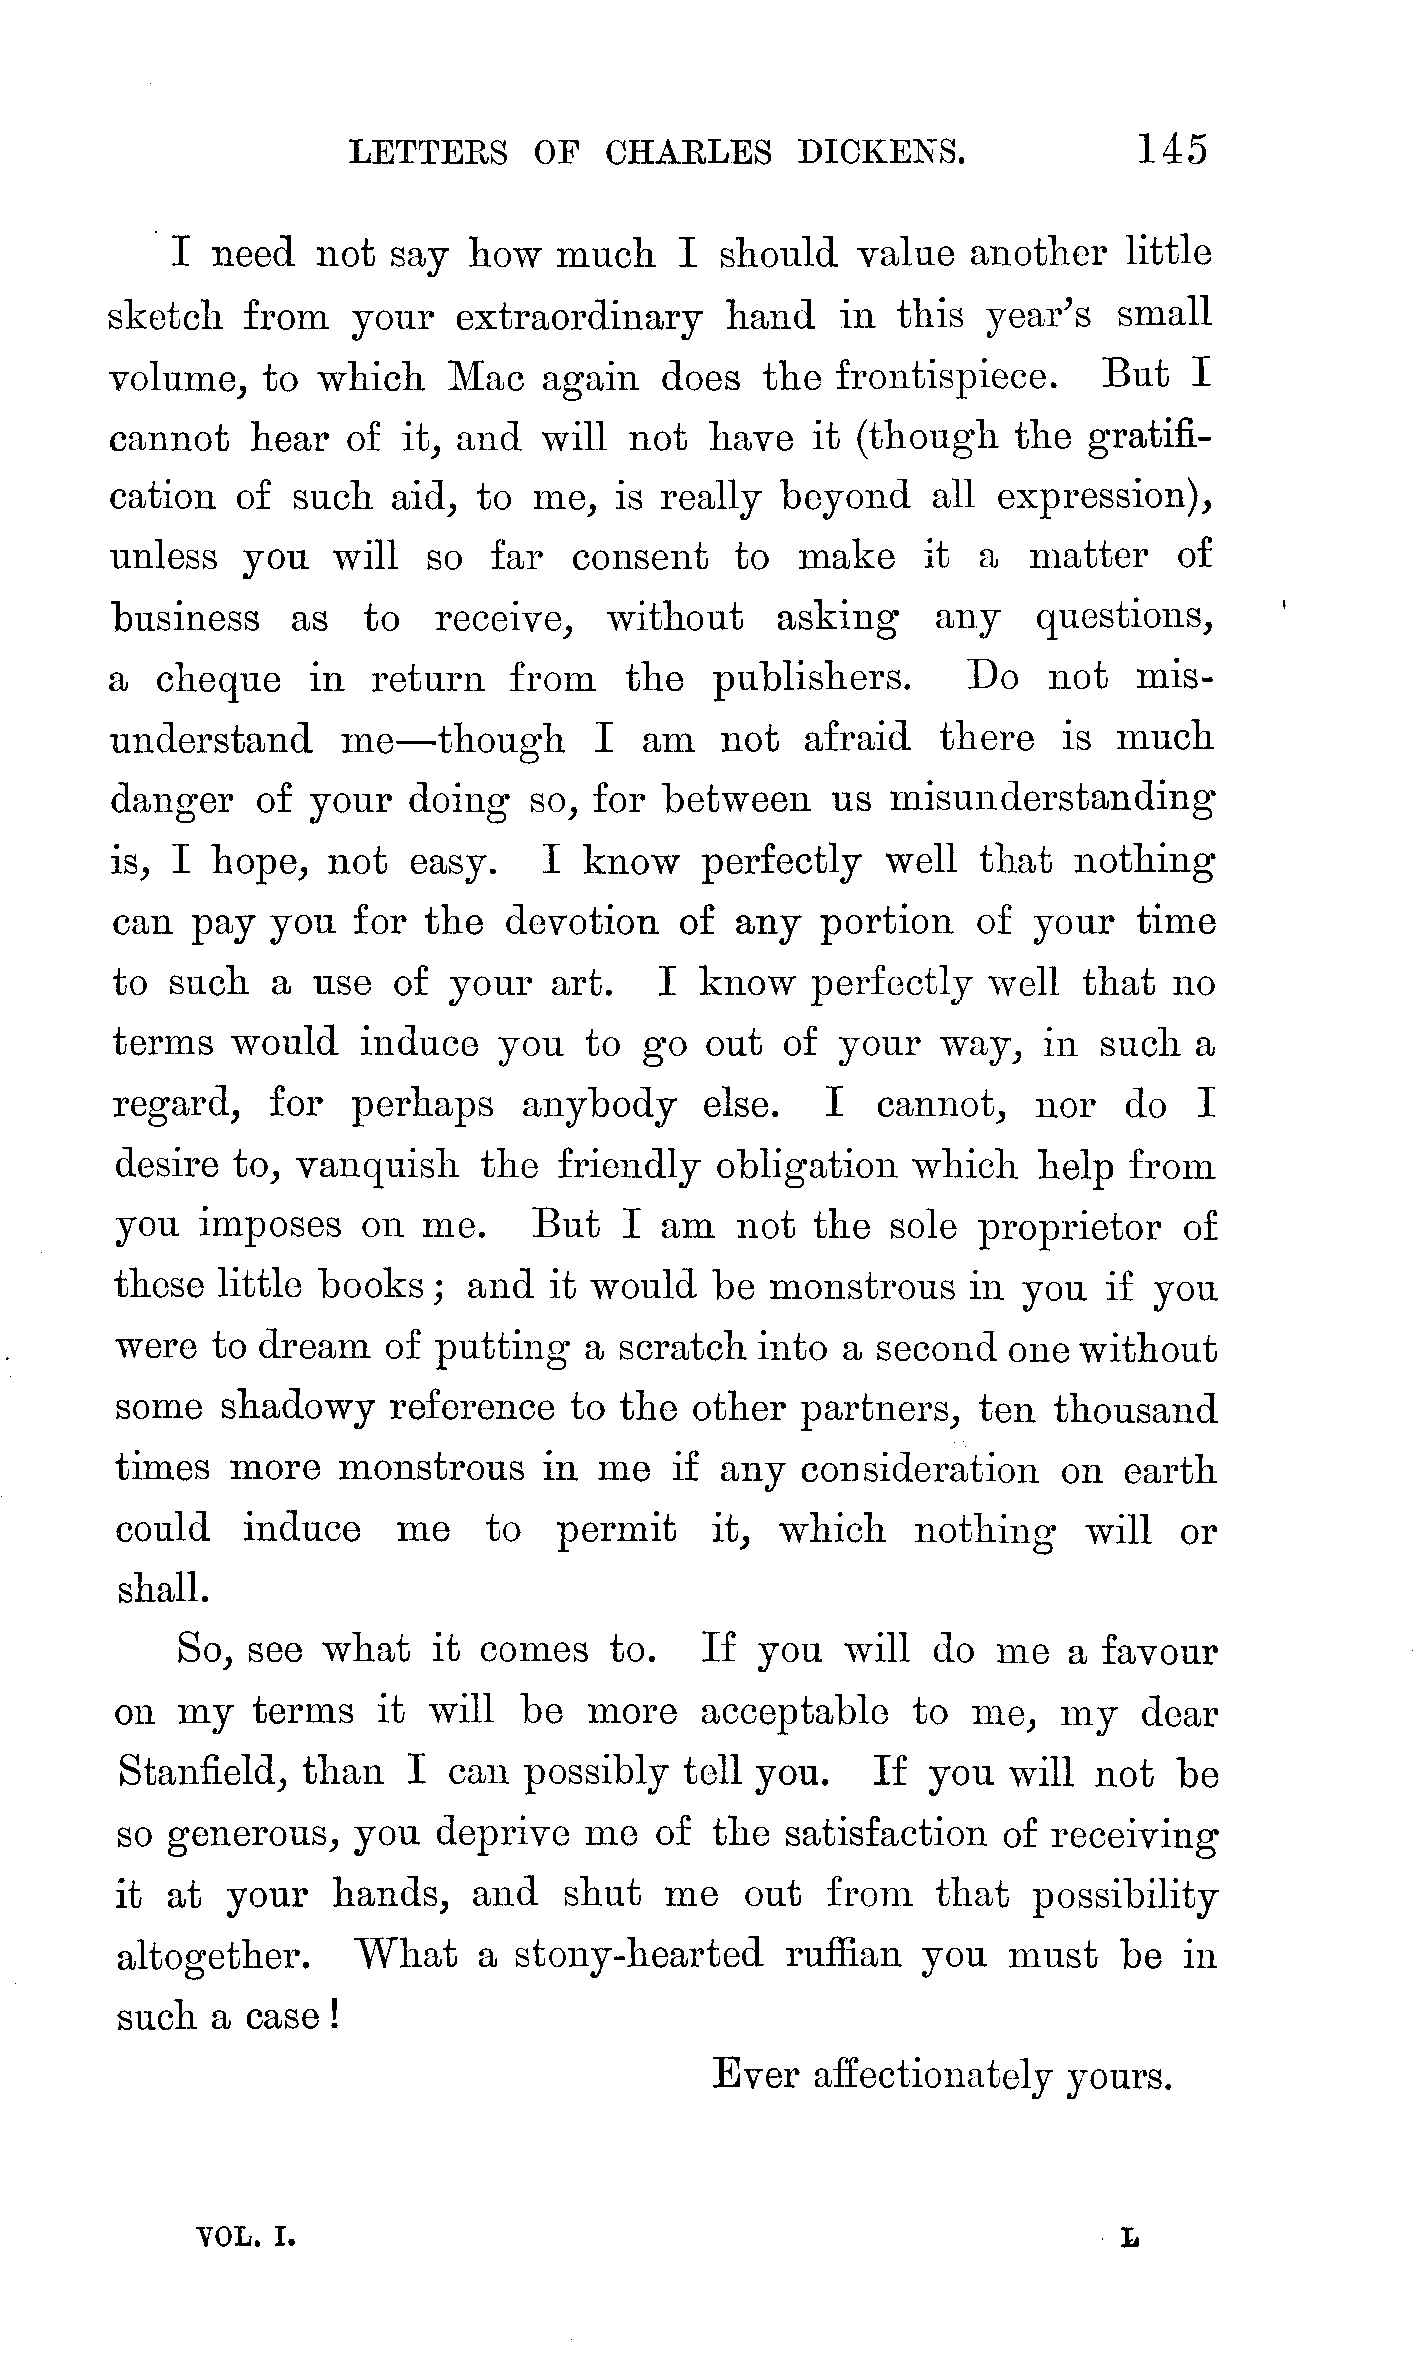 LETTERS OF CHARLES DICKENS. 145
I need not say how much I should value another little
sketch from your extraordinary hand in this year's small
volume, to which Mac again does the frontispiece. But I
cannot hear of it, and will not have it (though the gratifi-
cation of such aid, to me, is really beyond all expression),
unless you will so far consent to make it a matter of
business as to receive, without asking any questions,
a cheque in return from the publishers. Do not mis-
understand me—though I am not afraid there is much
danger of your doing so, for between us misunderstanding
is, I hope, not easy. I know perfectly well that nothing
can pay you for the devotion of any portion of your time
to such a use of your art. I know perfectly well that no
terms would induce you to go out of your way, in such a
regard, for perhaps anybody else. I cannot, nor do I
desire to, vanquish the friendly obligation which help from
you imposes on me. But I am not the sole proprietor of
these little books; and it would be monstrous in you if you
were to dream of putting a scratch into a second one without
some shadowy reference to the other partners, ten thousand
times more monstrous in me if any consideration on earth
could induce me to permit it, which nothing will or
shall.
So, see what it comes to. If you will do me a favour
on my terms it will be more acceptable to me, my dear
Stanfield, than I can possibly tell you. If you will not be
so generous, you deprive me of the satisfaction of receiving
it at your hands, and shut me out from that possibility
altogether. What a stony-hearted ruffian you must be in
such a case!
Ever affectionately yours.
VOL. I. L